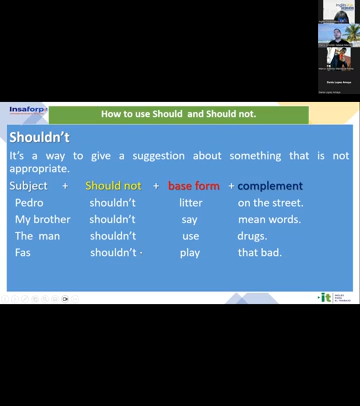 Insaforp
How to use Should and Should not.
Shouldn't
It's a way to give a suggestion about something that is not
appropriate.
Subject + Should not + base form + complement
Pedro shouldn't litter on the street.
My brother shouldn't say mean words.
The man shouldn't use drugs.
Fas shouldn't play that bad.
it